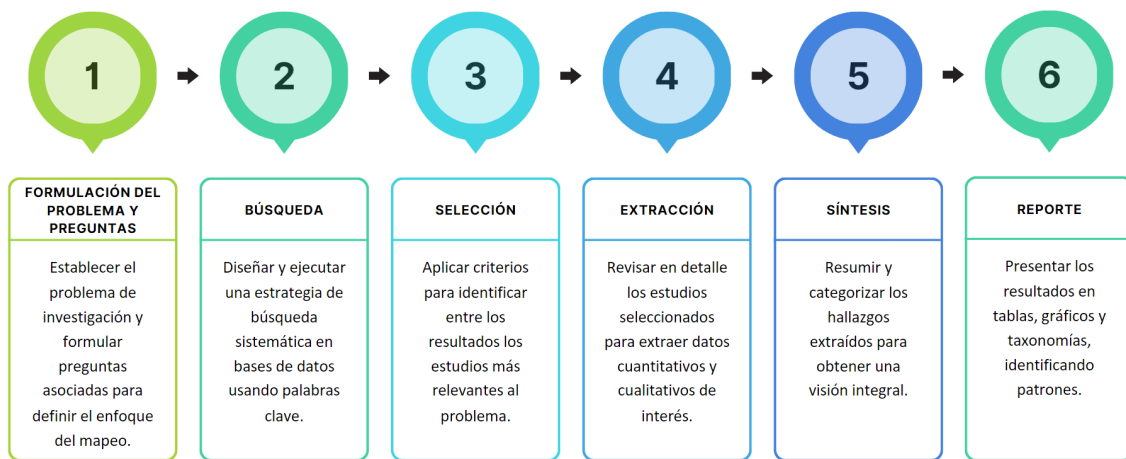 1
2
3
4
5
6
FORMULACIÓN DEL
PROBLEMA Y
PREGUNTAS
Establecer el
problema de
investigación y
formular
preguntas
asociadas para
definir el enfoque
del mapeo.
BÚSQUEDA
Diseñar y ejecutar
una estrategia de
búsqueda
sistemática en
bases de datos
usando palabras
clave.
SELECCIÓN
Aplicar criterios
para identificar
entre los
resultados los
estudios más
relevantes al
problema.
EXTRACCIÓN
Revisar en detalle
los estudios
seleccionados
para extraer datos
cuantitativos y
cualitativos de
interés.
SÍNTESIS
Resumir y
categorizar los
hallazgos
extraídos para
obtener una
visión integral.
REPORTE
Presentar los
resultados en
tablas, gráficos y
taxonomías,
identificando
patrones.